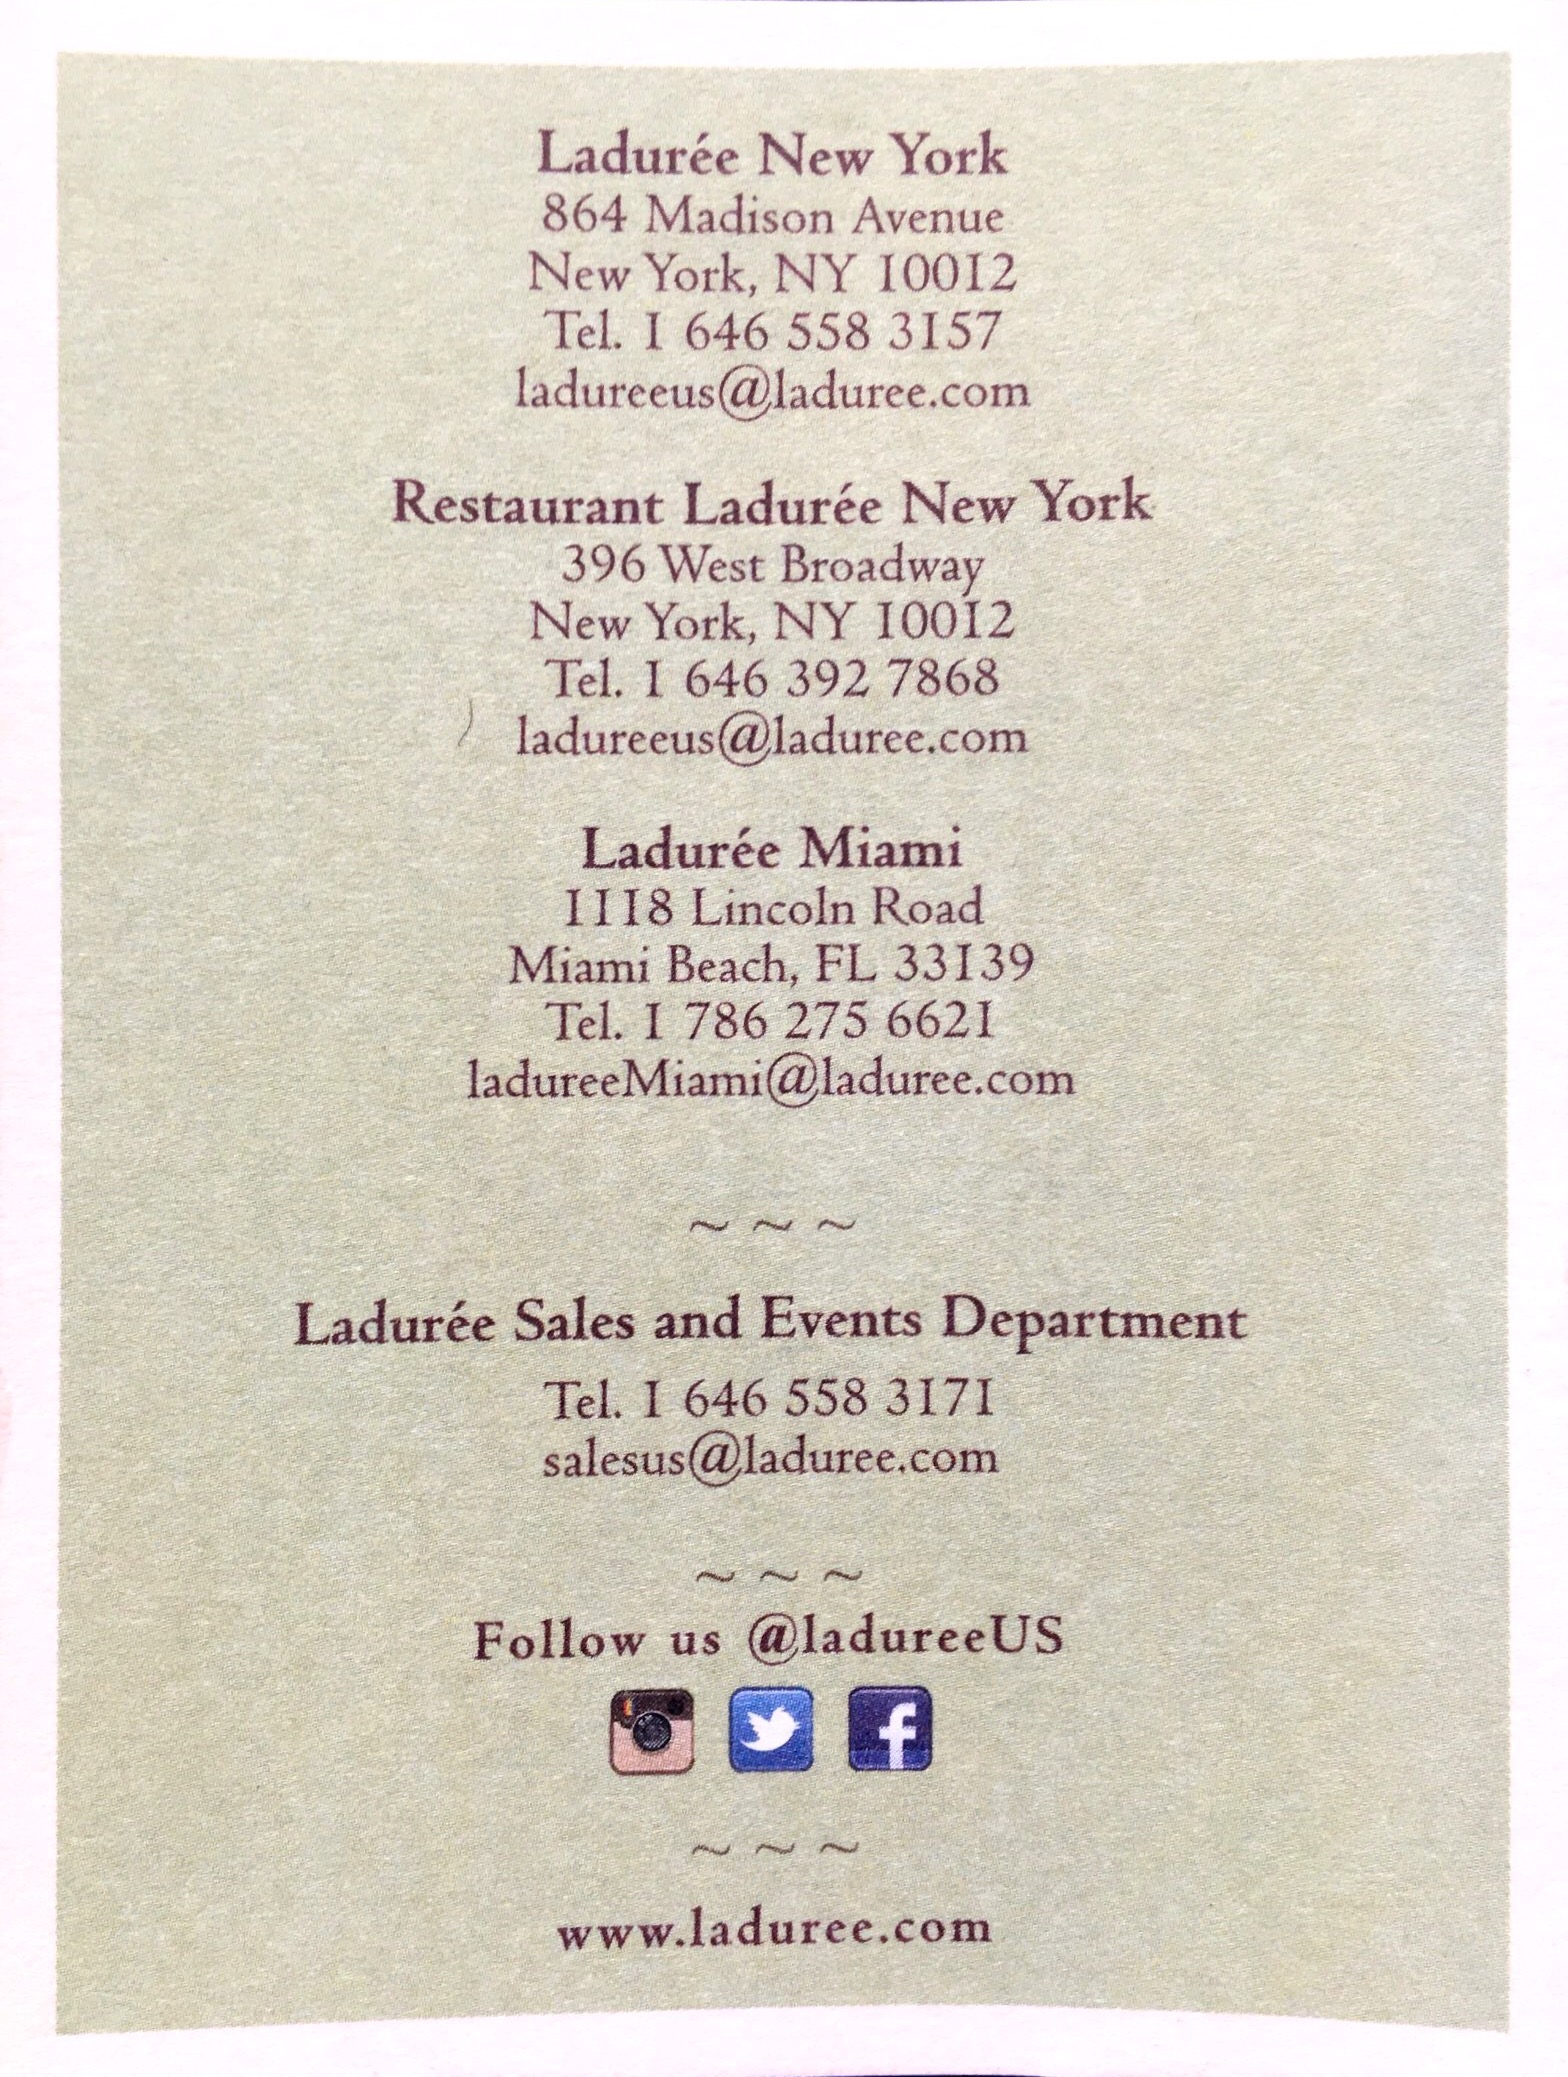 Ladurée New York
864 Madison Avenue
New York, NY 10012
Tel. 1 646 558 3157
ladureeus@laduree.com
Restaurant Ladurée New York
396 West Broadway
New York, NY 10012
Tel. 1 646 392 7868
ladureeus@laduree.com
Ladurée Miami
1118 Lincoln Road
Miami Beach, FL 33139
Tel. 1 786 275 6621
ladureeMiami@laduree.com
~ ~ ~
Ladurée Sales and Events Department
Tel. 1 646 558 3171
salesus@laduree.com
~ ~ ~
Follow us @ladureeUS
~ ~ ~
www.laduree.com